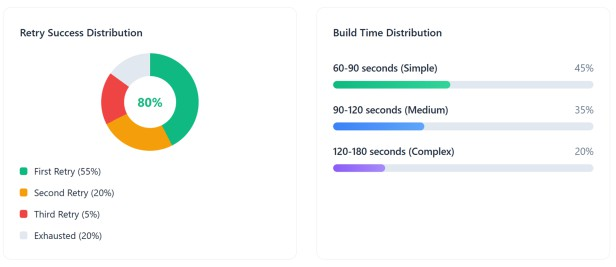 Retry Success Distribution
80%
First Retry (55%)
Second Retry (20%)
Third Retry (5%)
Exhausted (20%)
Build Time Distribution
60-90 seconds (Simple) 45%
90-120 seconds (Medium) 35%
120-180 seconds (Complex) 20%